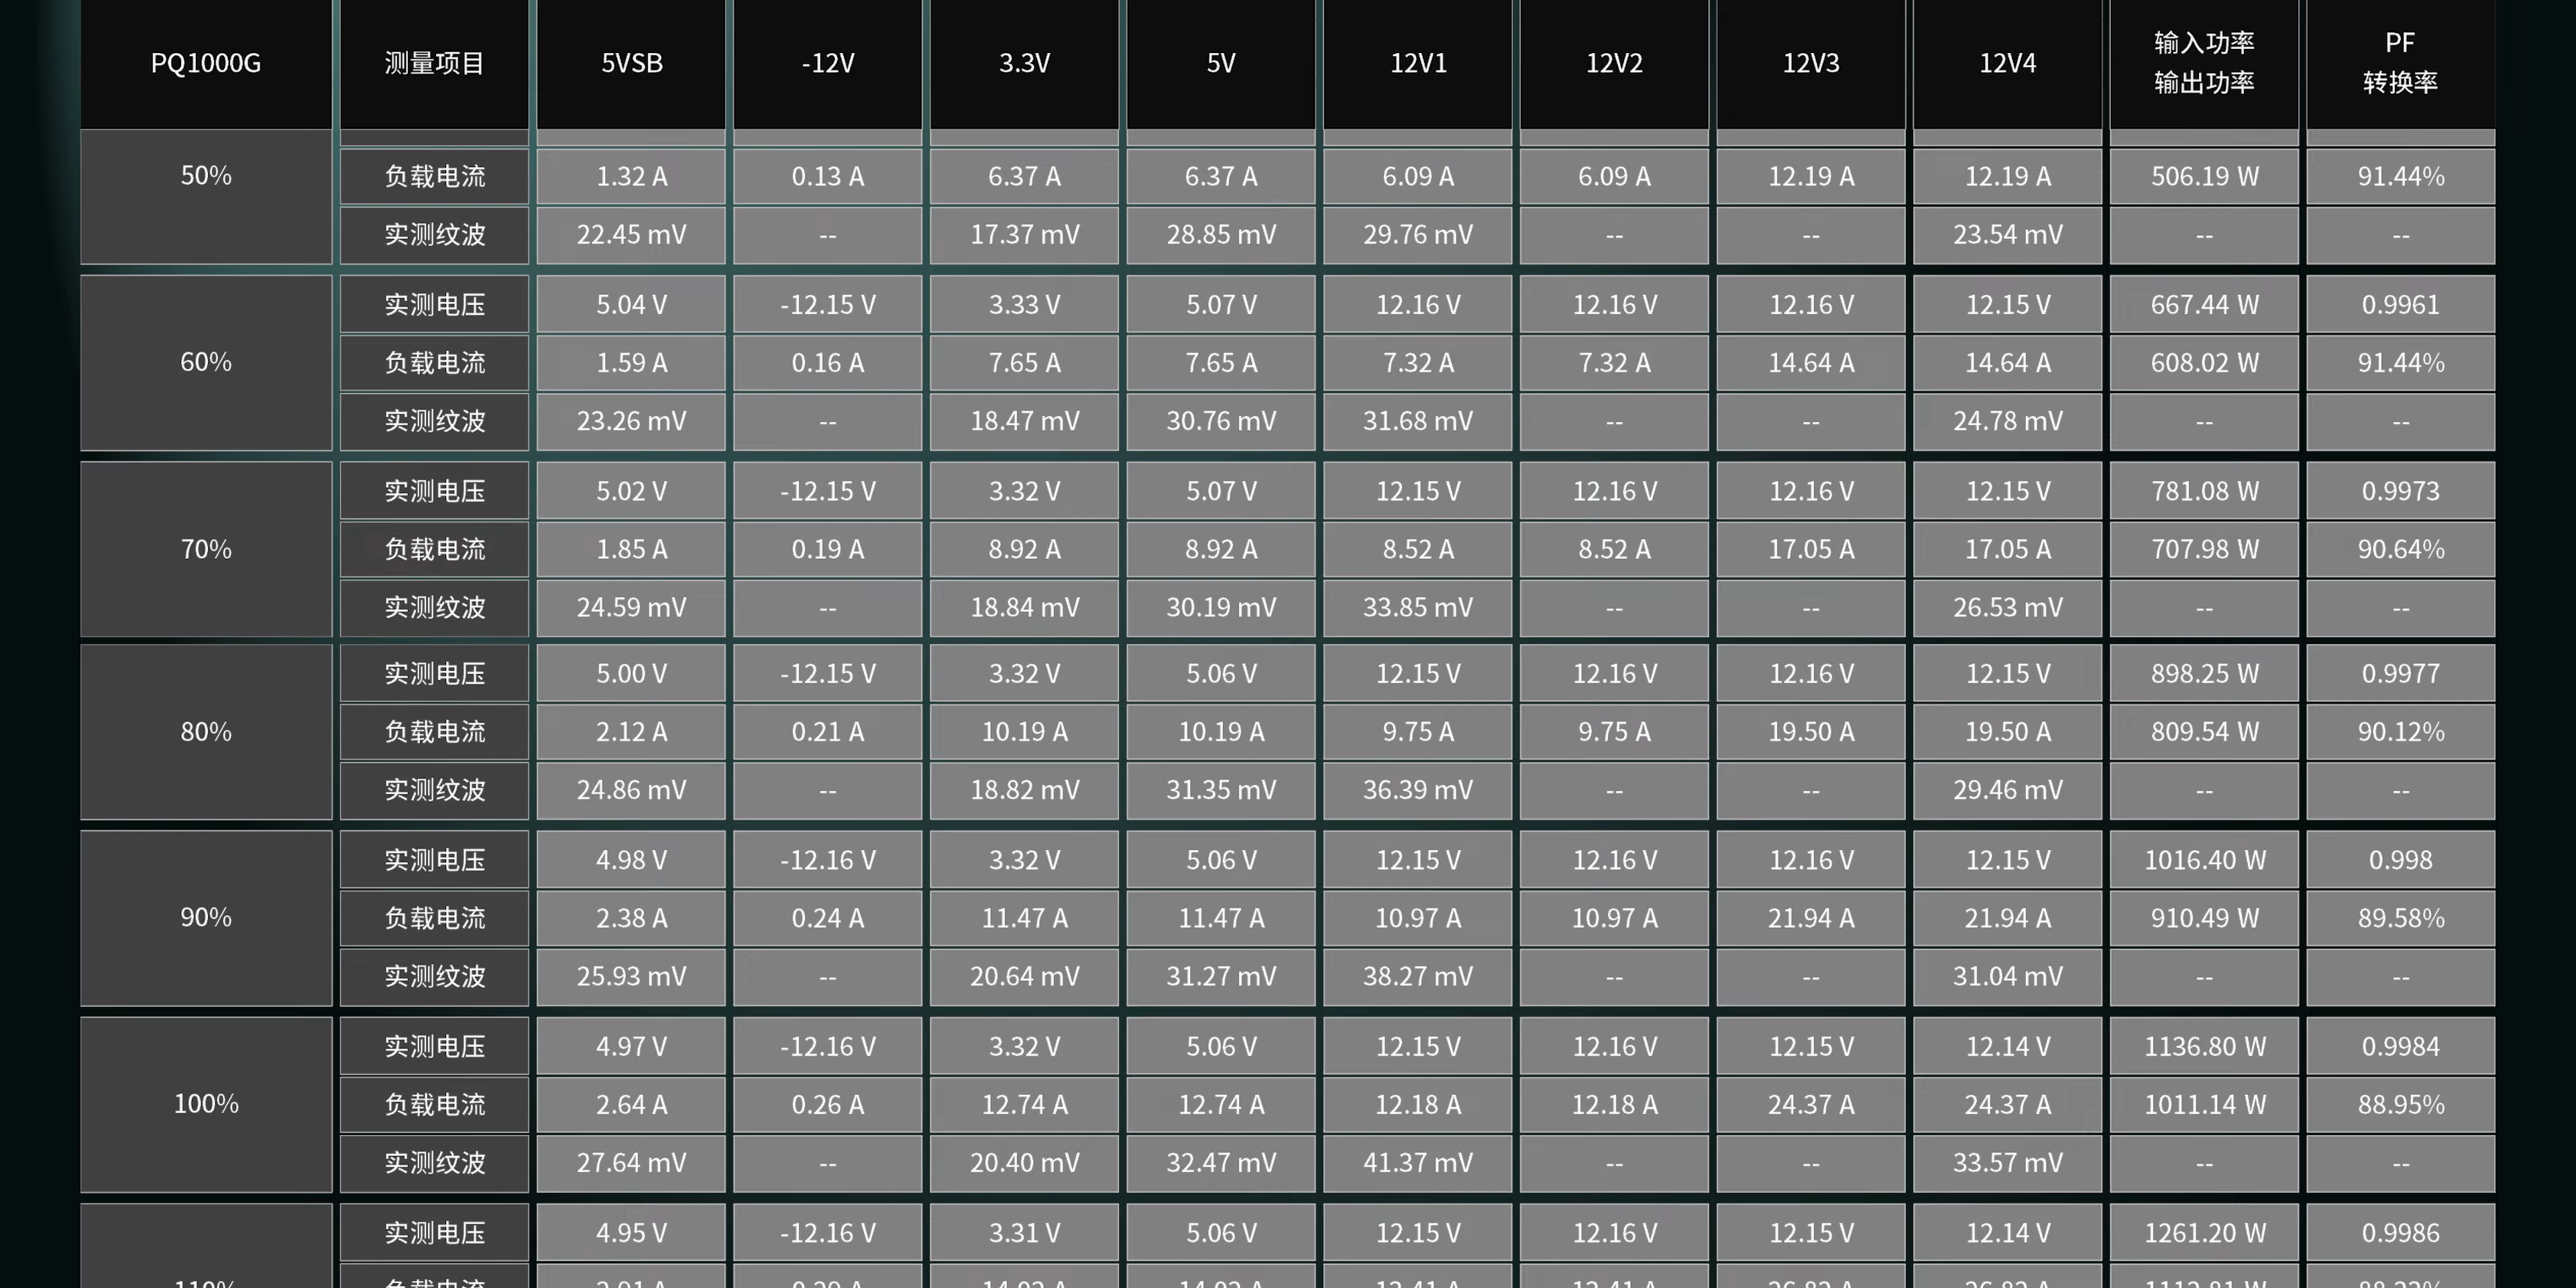 PQ1000G 测量项目 5VSB -12V 3.3V 5V 12V1 12V2 12V3 12V4 输入功率 PF
输出功率 转换率
50% 负载电流 1.32 A 0.13 A 6.37 A 6.37 A 6.09 A 6.09 A 12.19 A 12.19 A 506.19 W 91.44%
实测纹波 22.45 mV -- 17.37 mV 28.85 mV 29.76 mV -- -- 23.54 mV -- --
实测电压 5.04 V -12.15 V 3.33 V 5.07 V 12.16 V 12.16 V 12.16 V 12.15 V 667.44 W 0.9961
60% 负载电流 1.59 A 0.16 A 7.65 A 7.65 A 7.32 A 7.32 A 14.64 A 14.64 A 608.02 W 91.44%
实测纹波 23.26 mV -- 18.47 mV 30.76 mV 31.68 mV -- -- 24.78 mV -- --
实测电压 5.02 V -12.15 V 3.32 V 5.07 V 12.15 V 12.16 V 12.16 V 12.15 V 781.08 W 0.9973
70% 负载电流 1.85 A 0.19 A 8.92 A 8.92 A 8.52 A 8.52 A 17.05 A 17.05 A 707.98 W 90.64%
实测纹波 24.59 mV -- 18.84 mV 30.19 mV 33.85 mV -- -- 26.53 mV -- --
实测电压 5.00 V -12.15 V 3.32 V 5.06 V 12.15 V 12.16 V 12.16 V 12.15 V 898.25 W 0.9977
80% 负载电流 2.12 A 0.21 A 10.19 A 10.19 A 9.75 A 9.75 A 19.50 A 19.50 A 809.54 W 90.12%
实测纹波 24.86 mV -- 18.82 mV 31.35 mV 36.39 mV -- -- 29.46 mV -- --
实测电压 4.98 V -12.16 V 3.32 V 5.06 V 12.15 V 12.16 V 12.16 V 12.15 V 1016.40 W 0.998
90% 负载电流 2.38 A 0.24 A 11.47 A 11.47 A 10.97 A 10.97 A 21.94 A 21.94 A 910.49 W 89.58%
实测纹波 25.93 mV -- 20.64 mV 31.27 mV 38.27 mV -- -- 31.04 mV -- --
实测电压 4.97 V -12.16 V 3.32 V 5.06 V 12.15 V 12.16 V 12.15 V 12.14 V 1136.80 W 0.9984
100% 负载电流 2.64 A 0.26 A 12.74 A 12.74 A 12.18 A 12.18 A 24.37 A 24.37 A 1011.14 W 88.95%
实测纹波 27.64 mV -- 20.40 mV 32.47 mV 41.37 mV -- -- 33.57 mV -- --
实测电压 4.95 V -12.16 V 3.31 V 5.06 V 12.15 V 12.16 V 12.15 V 12.14 V 1261.20 W 0.9986